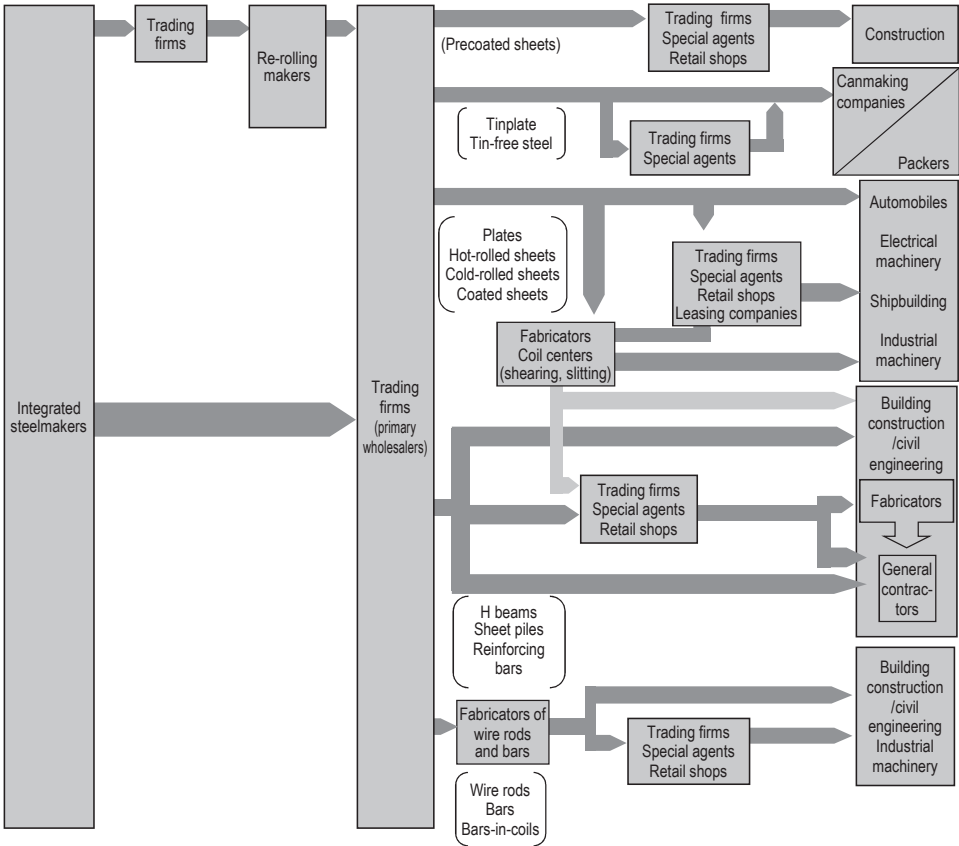 Integrated
steelmakers
Trading
firms
Re-rolling
makers
Trading
firms
(primary
wholesalers)
(Precoated sheets)
Trading firms
Special agents
Retail shops
Construction
Tinplate
Tin-free steel
Trading firms
Special agents
Canmaking
companies
Packers
Plates
Hot-rolled sheets
Cold-rolled sheets
Coated sheets
Trading firms
Special agents
Retail shops
Leasing companies
Fabricators
Coil centers
(shearing, slitting)
Automobiles
Electrical
machinery
Shipbuilding
Industrial
machinery
Trading firms
Special agents
Retail shops
Building
construction
/civil
engineering
Fabricators
General
contrac-
tors
H beams
Sheet piles
Reinforcing
bars
Fabricators of
wire rods
and bars
Trading firms
Special agents
Retail shops
Building
construction
/civil
engineering
Industrial
machinery
Wire rods
Bars
Bars-in-coils